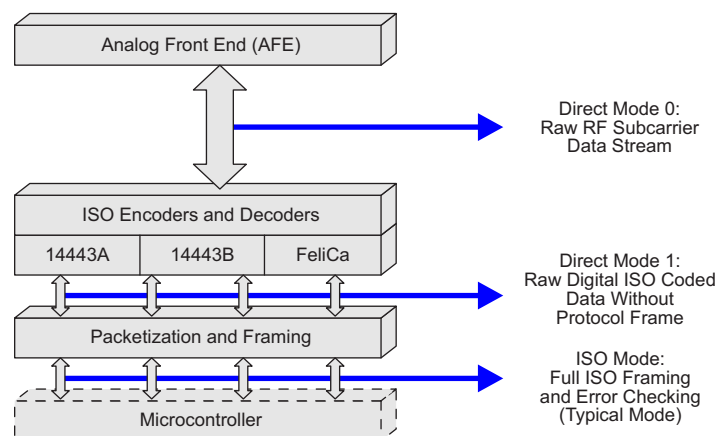 Analog Front End (AFE)
Direct Mode 0:
Raw RF Subcarrier
Data Stream
ISO Encoders and Decoders
14443A
14443B
FeliCa
Direct Mode 1:
Raw Digital ISO Coded
Data Without
Protocol Frame
Packetization and Framing
ISO Mode:
Full ISO Framing
and Error Checking
(Typical Mode)
Microcontroller